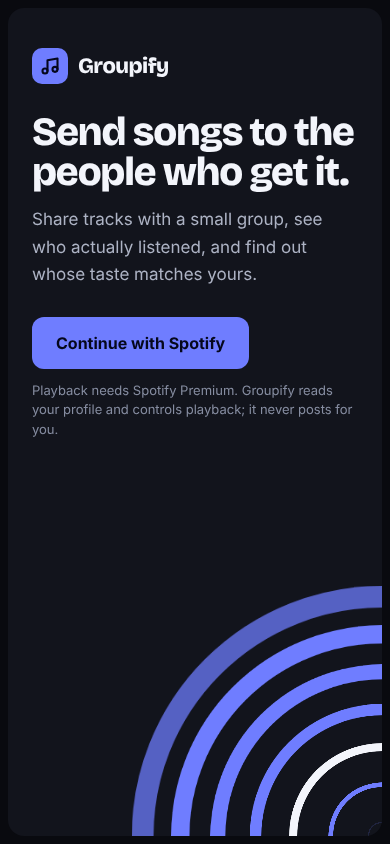 Groupify
Send songs to the
people who get it.
Share tracks with a small group, see
who actually listened, and find out
whose taste matches yours.
Continue with Spotify
Playback needs Spotify Premium. Groupify reads
your profile and controls playback; it never posts for
you.